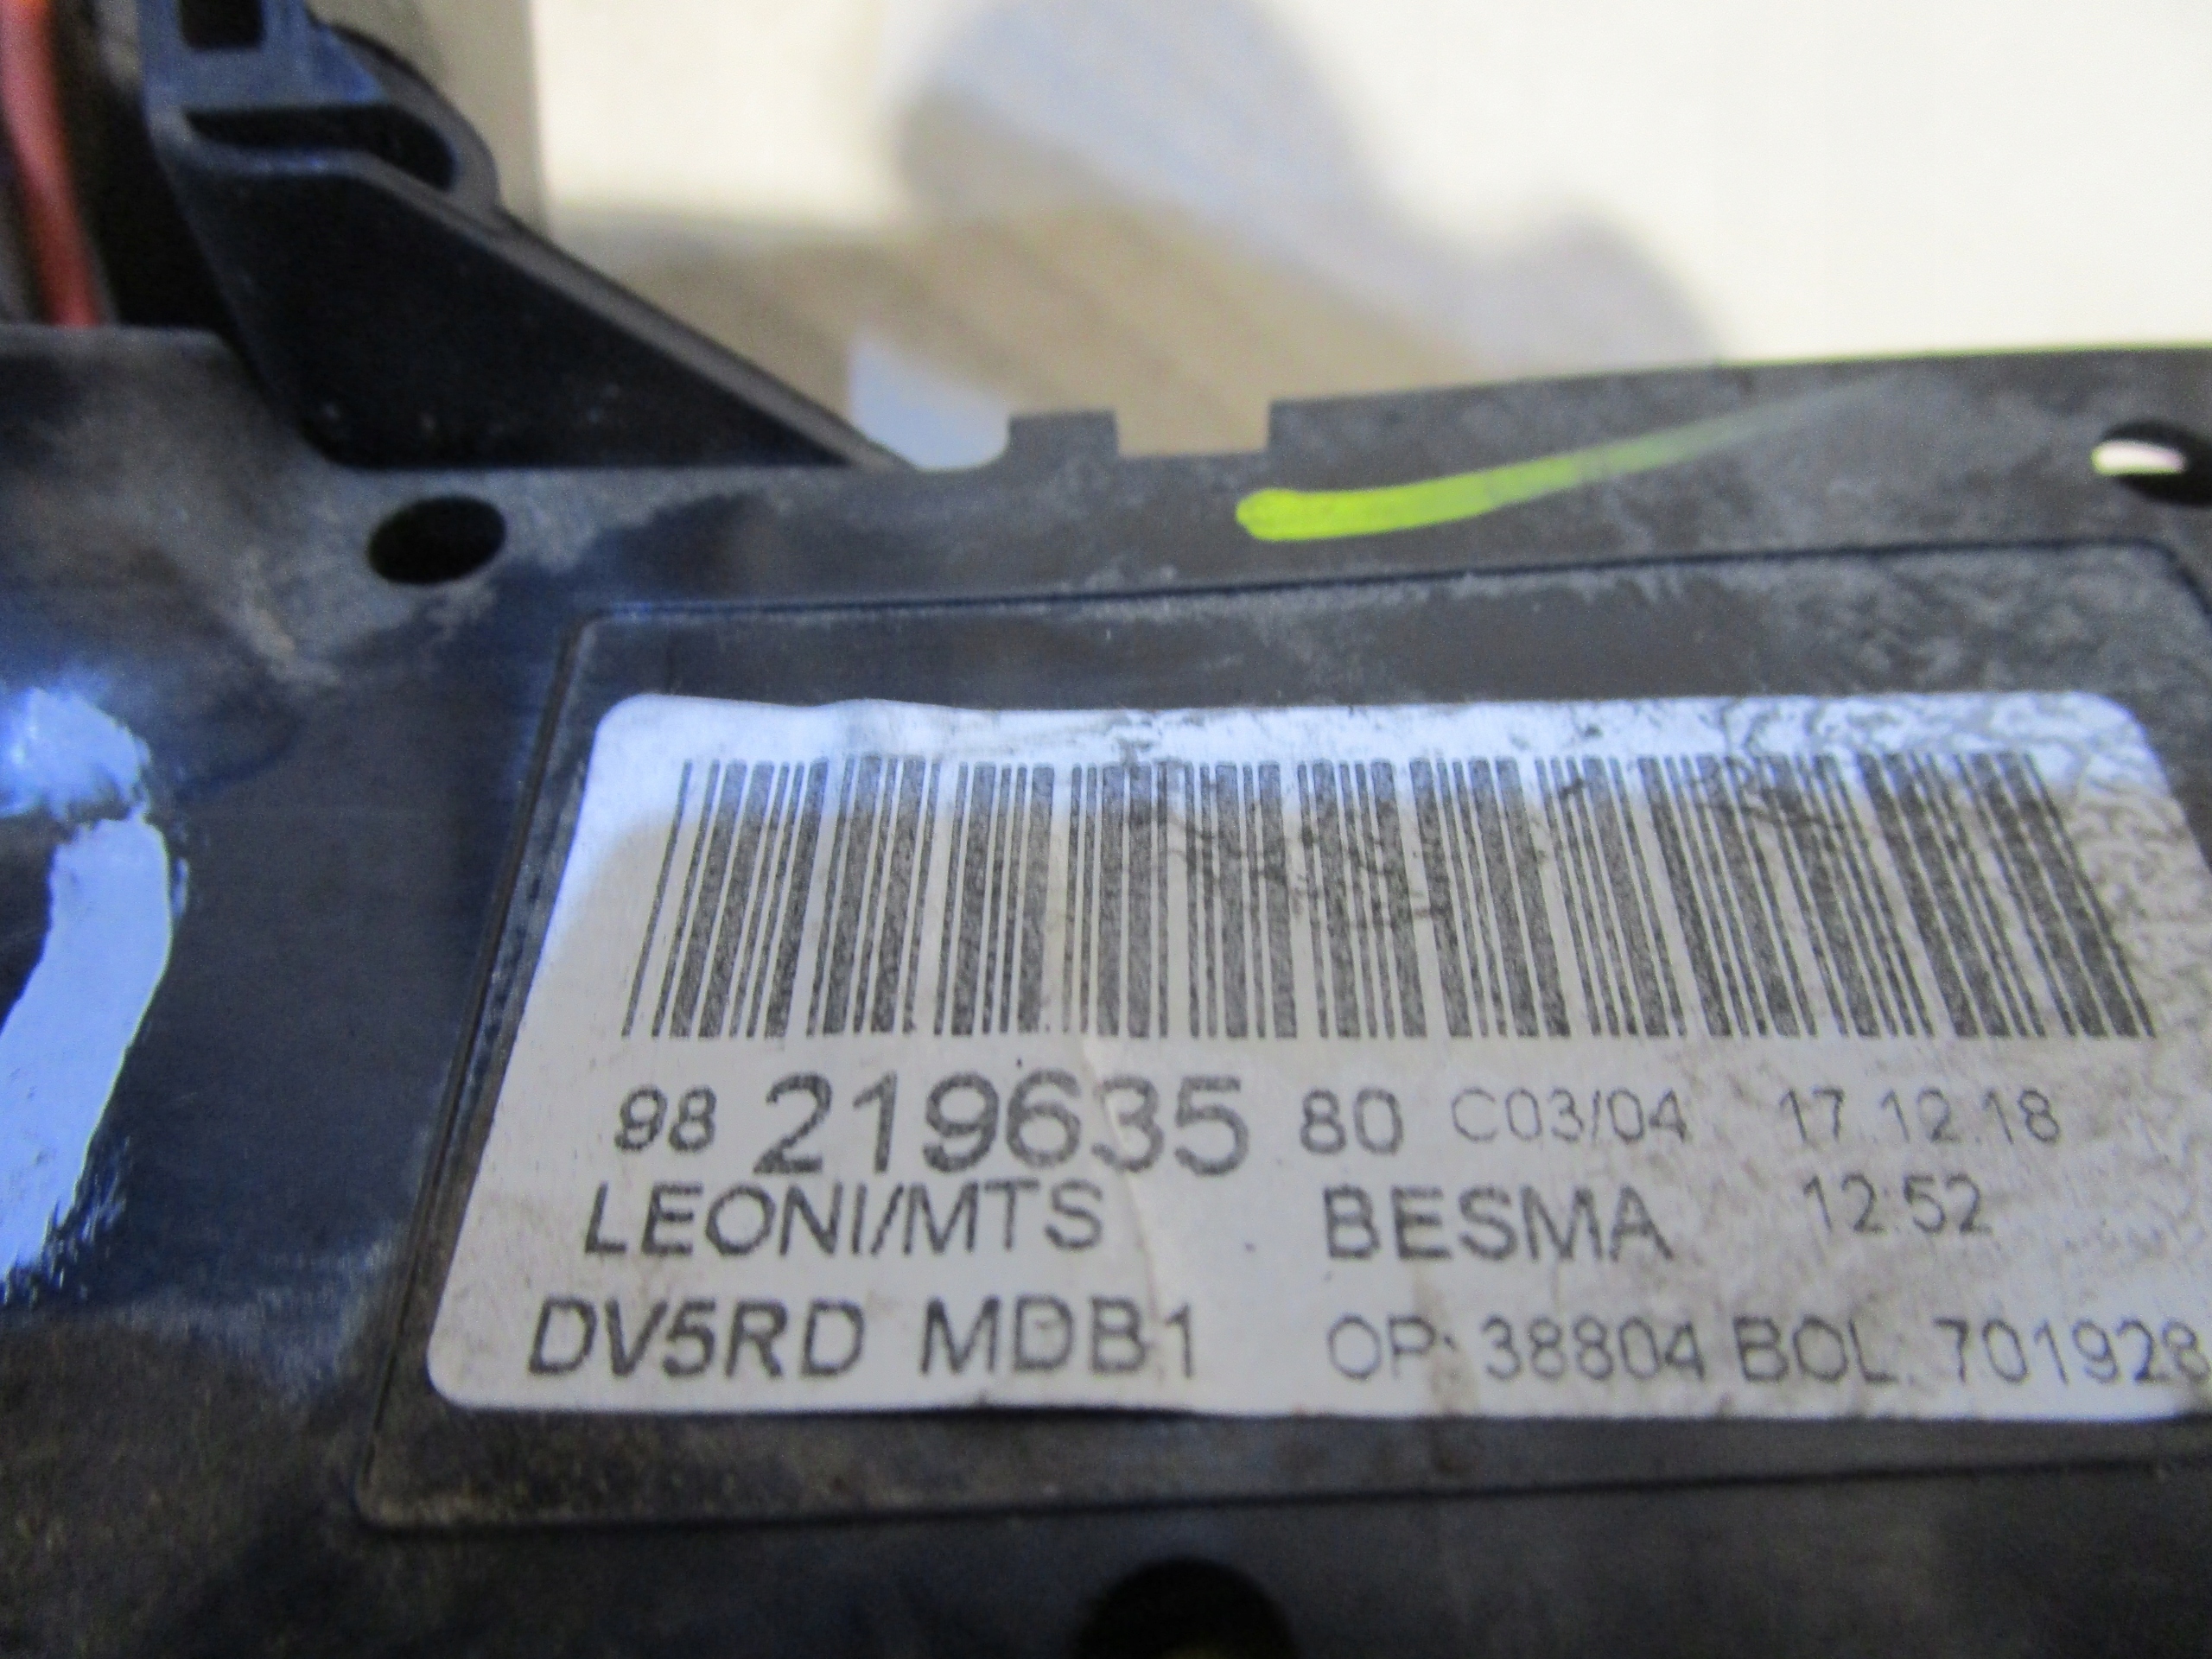 98 219635 80 C03/04 17.12.18
LEONI/MTS BESMA 12:52
DV5RD MDB1 OP: 38804 BOL. 701928